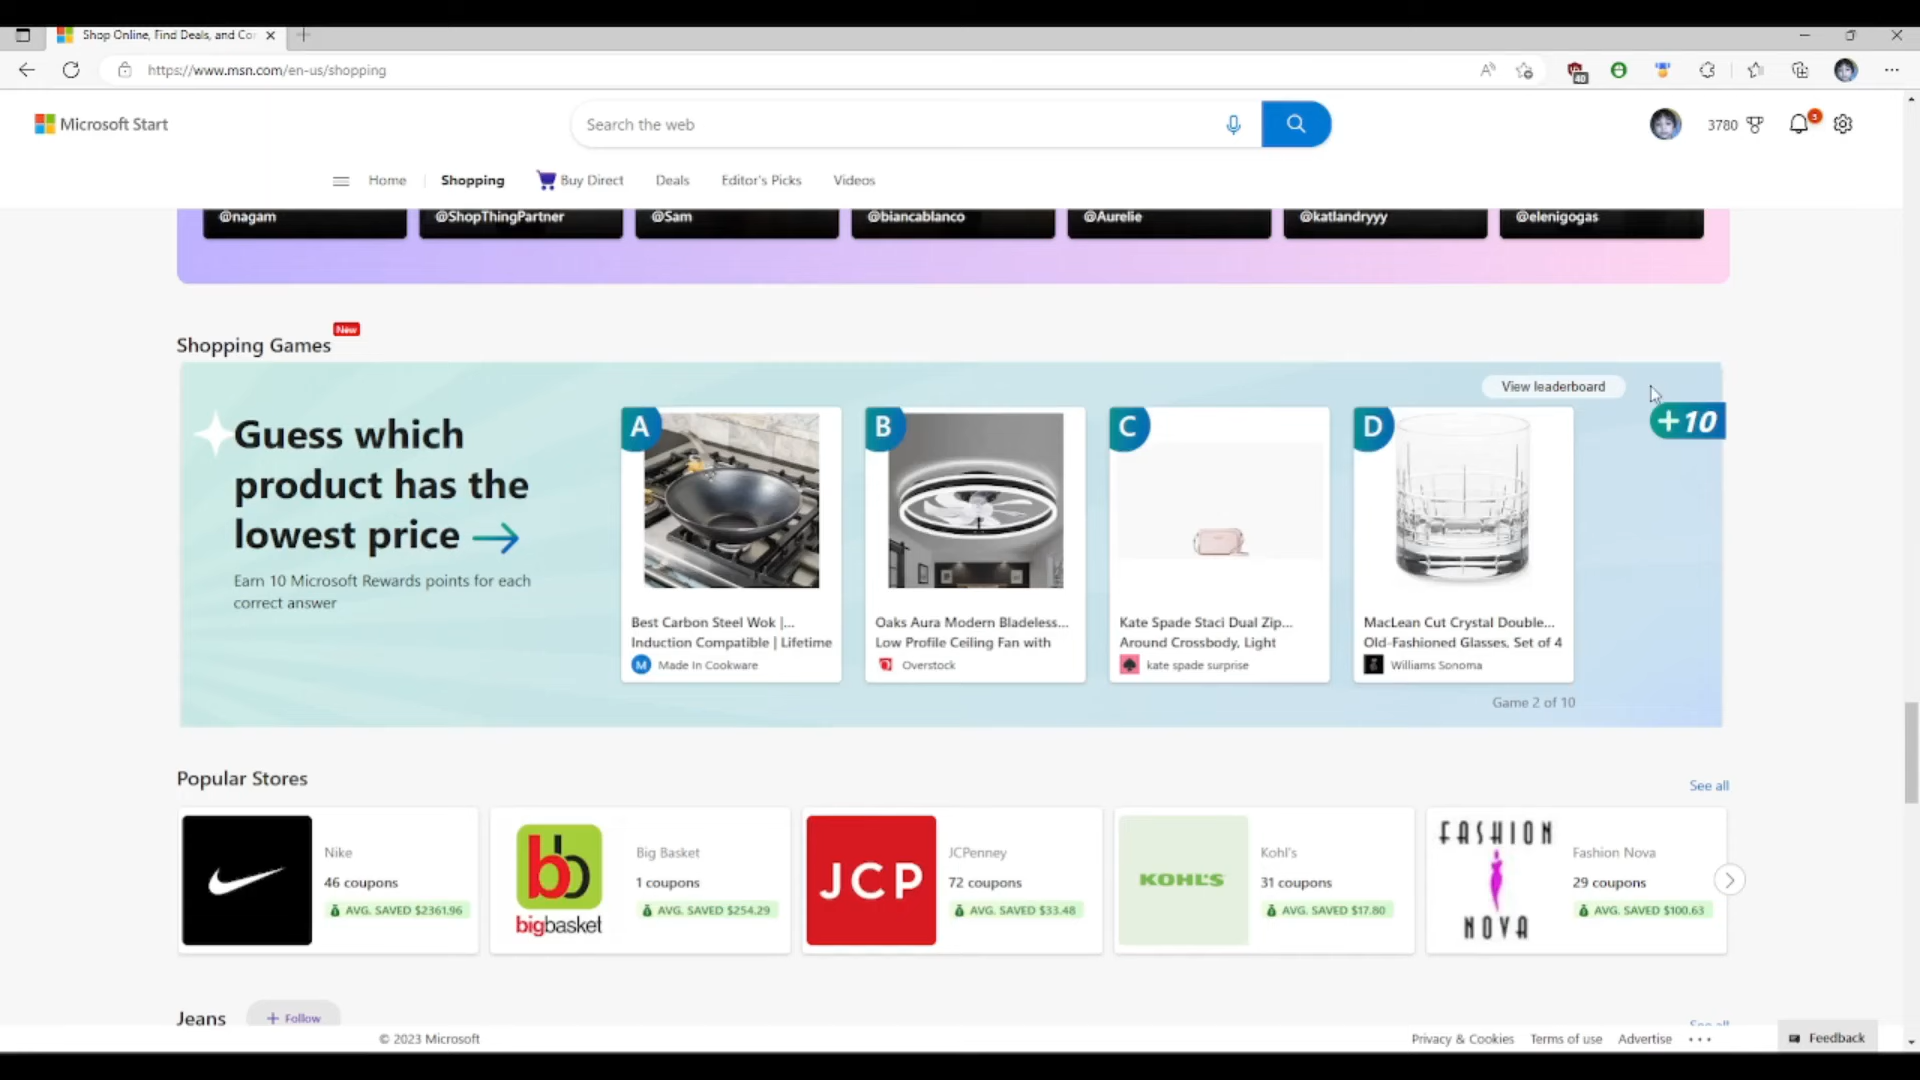 Shop Online, Find Deals, and Co
https://www.msn.com/en-us/shopping
40
Microsoft Start
Search the web
3780
3
Home
Shopping
Buy Direct
Deals
Editor's Picks
Videos
@nagam
@ShopThingPartner
@Sam
@biancablanco
@Aurelie
@katlandryyy
@elenigogas
New
Shopping Games
View leaderboard
+10
Guess which
product has the
lowest price
Earn 10 Microsoft Rewards points for each
correct answer
A
Best Carbon Steel Wok |...
Induction Compatible | Lifetime
M Made In Cookware
B
Oaks Aura Modern Bladeless...
Low Profile Ceiling Fan with
Overstock
C
Kate Spade Staci Dual Zip...
Around Crossbody, Light
kate spade surprise
D
MacLean Cut Crystal Double...
Old-Fashioned Glasses, Set of 4
Williams Sonoma
Game 2 of 10
Popular Stores
See all
Nike
46 coupons
AVG. SAVED $2361.96
bb
bigbasket
Big Basket
1 coupons
AVG. SAVED $254.29
JCP
JCPenney
72 coupons
AVG. SAVED $33.48
KOHL'S
Kohl's
31 coupons
AVG. SAVED $17.80
FASHION
NOVA
Fashion Nova
29 coupons
AVG. SAVED $100.63
Jeans
+ Follow
See all
© 2023 Microsoft
Privacy & Cookies
Terms of use
Advertise
Feedback